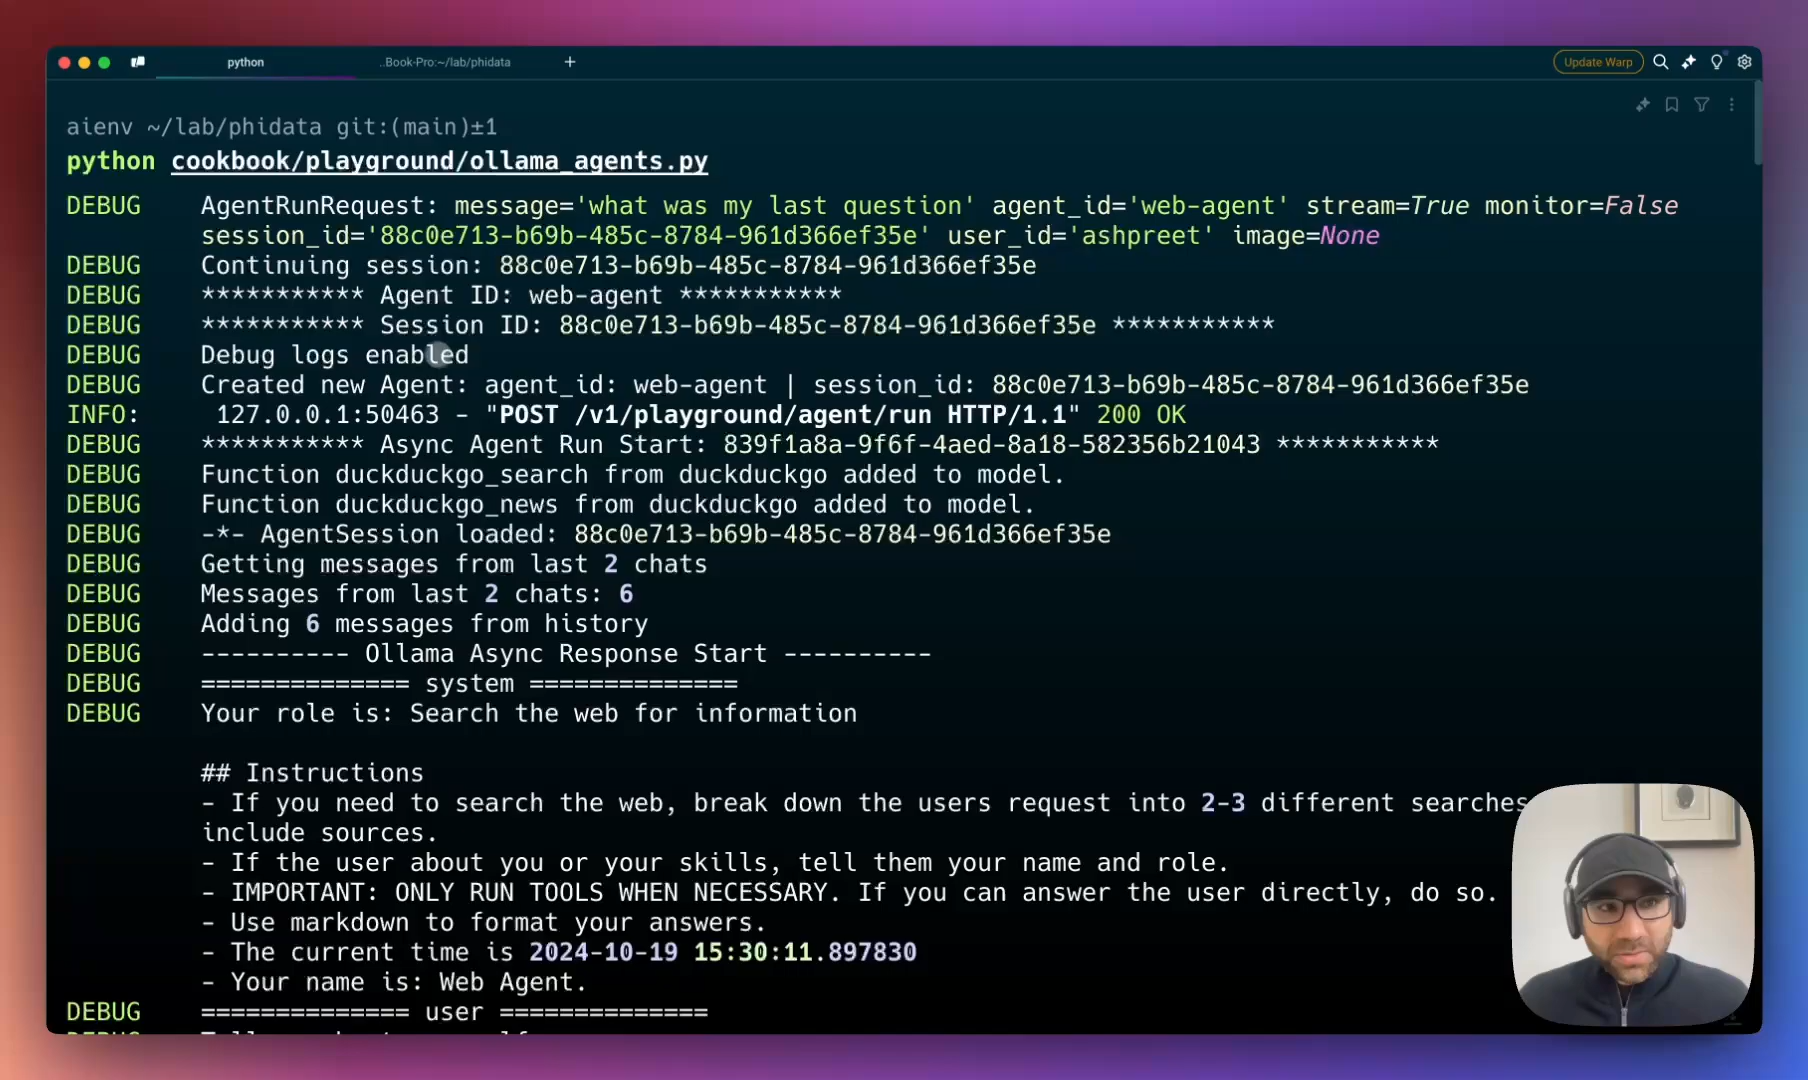 python
..Book-Pro:~/lab/phidata
+
Update Warp
aienv ~/lab/phidata git:(main)±1
python cookbook/playground/ollama_agents.py
DEBUG AgentRunRequest: message='what was my last question' agent_id='web-agent' stream=True monitor=False
session_id='88c0e713-b69b-485c-8784-961d366ef35e' user_id='ashpreet' image=None
DEBUG Continuing session: 88c0e713-b69b-485c-8784-961d366ef35e
DEBUG *********** Agent ID: web-agent ***********
DEBUG *********** Session ID: 88c0e713-b69b-485c-8784-961d366ef35e ***********
DEBUG Debug logs enabled
DEBUG Created new Agent: agent_id: web-agent | session_id: 88c0e713-b69b-485c-8784-961d366ef35e
INFO: 127.0.0.1:50463 - "POST /v1/playground/agent/run HTTP/1.1" 200 OK
DEBUG *********** Async Agent Run Start: 839f1a8a-9f6f-4aed-8a18-582356b21043 ***********
DEBUG Function duckduckgo_search from duckduckgo added to model.
DEBUG Function duckduckgo_news from duckduckgo added to model.
DEBUG -*- AgentSession loaded: 88c0e713-b69b-485c-8784-961d366ef35e
DEBUG Getting messages from last 2 chats
DEBUG Messages from last 2 chats: 6
DEBUG Adding 6 messages from history
DEBUG ---------- Ollama Async Response Start ----------
DEBUG ============== system ==============
DEBUG Your role is: Search the web for information
## Instructions
- If you need to search the web, break down the users request into 2-3 different searches
include sources.
- If the user about you or your skills, tell them your name and role.
- IMPORTANT: ONLY RUN TOOLS WHEN NECESSARY. If you can answer the user directly, do so.
- Use markdown to format your answers.
- The current time is 2024-10-19 15:30:11.897830
- Your name is: Web Agent.
DEBUG ============== user ==============